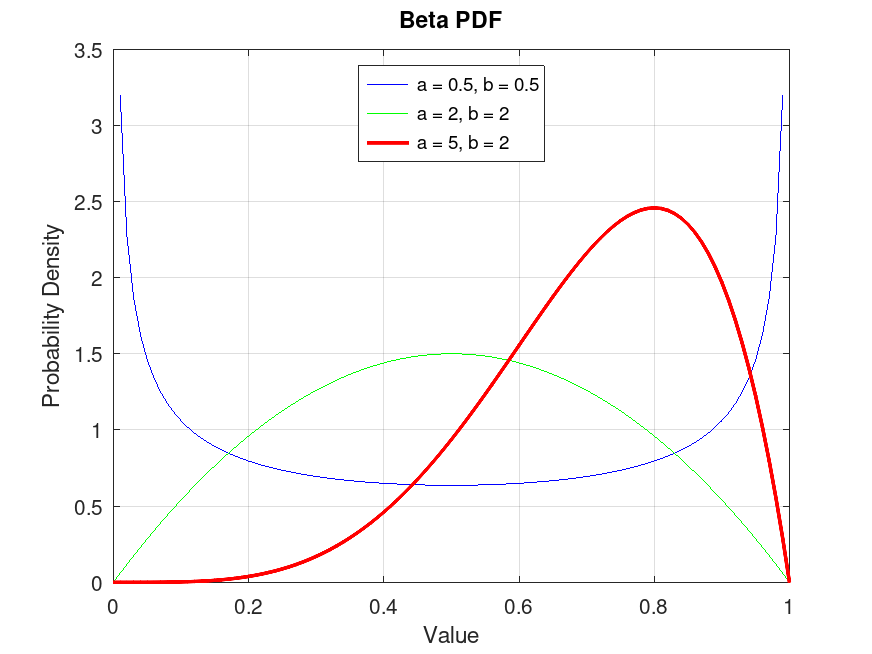 Beta PDF
3.5
3
2.5
2
1.5
1
0.5
0
Probability Density
a = 0.5, b = 0.5
a = 2, b = 2
a = 5, b = 2
0 0.2 0.4 0.6 0.8 1
Value